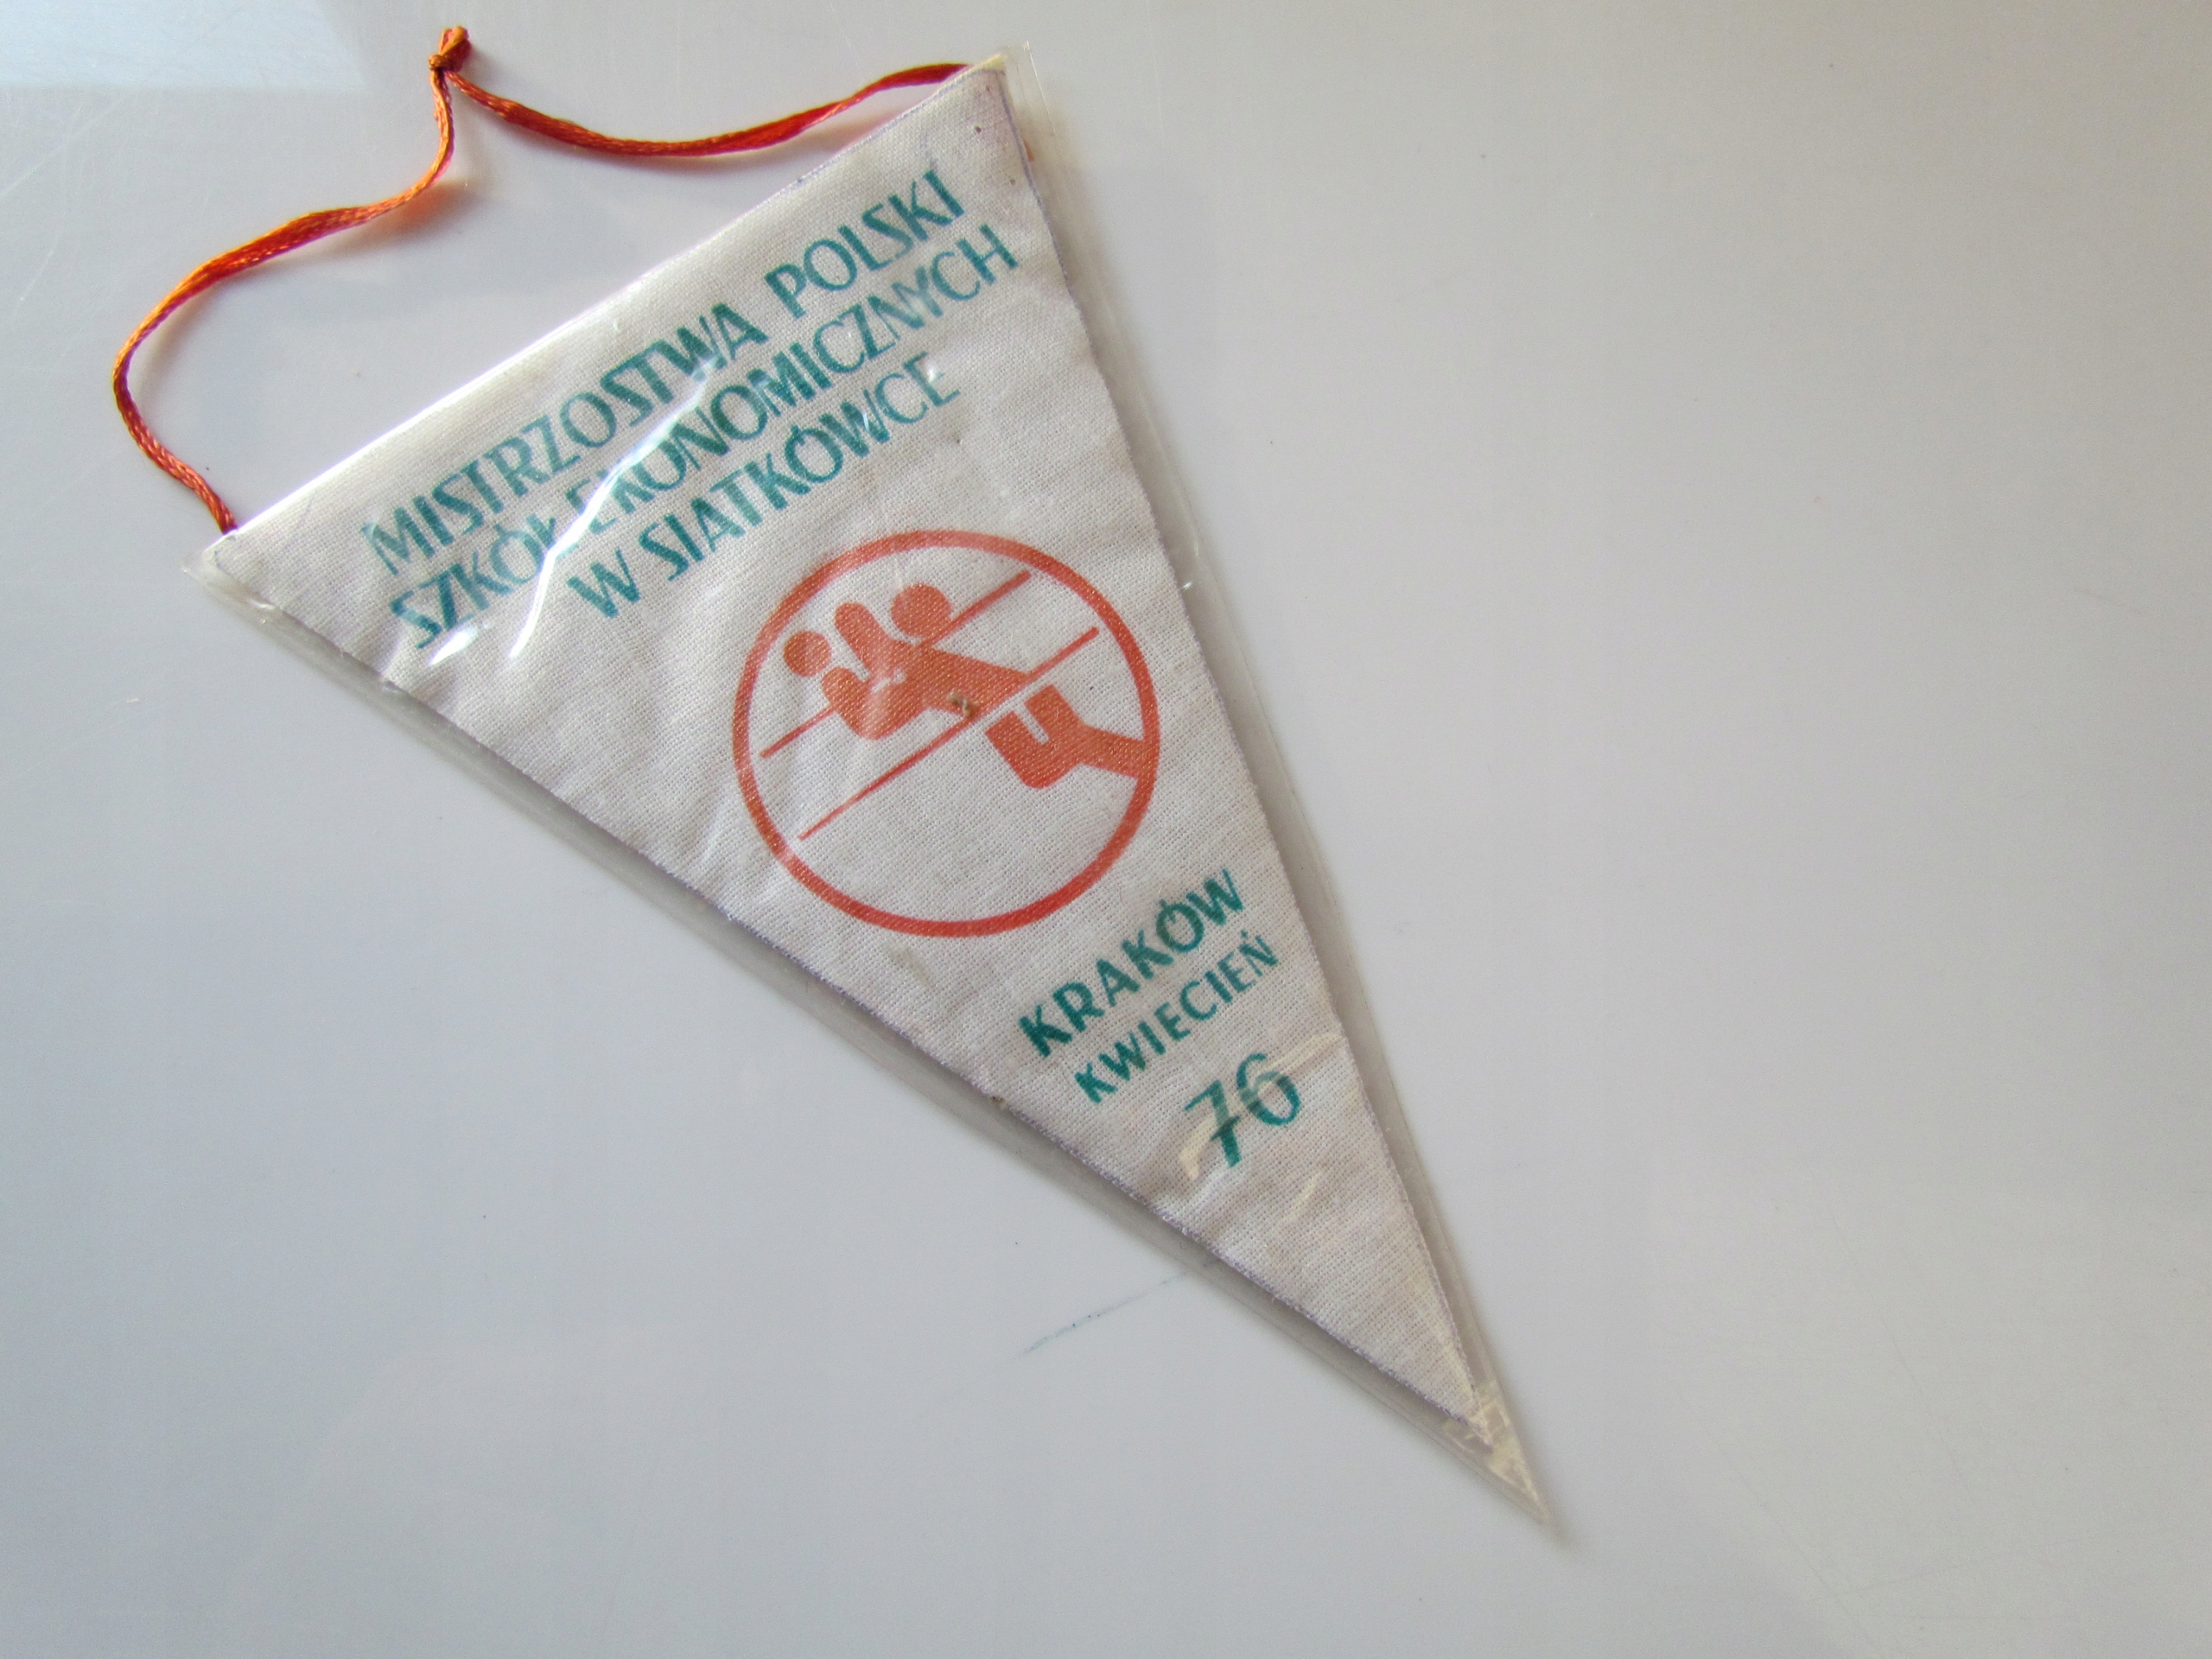 MISTRZOSTWA POLSKI
SZKÓŁ EKONOMICZNYCH
W SIATKÓWCE
KRAKÓW
KWIECIEŃ
76